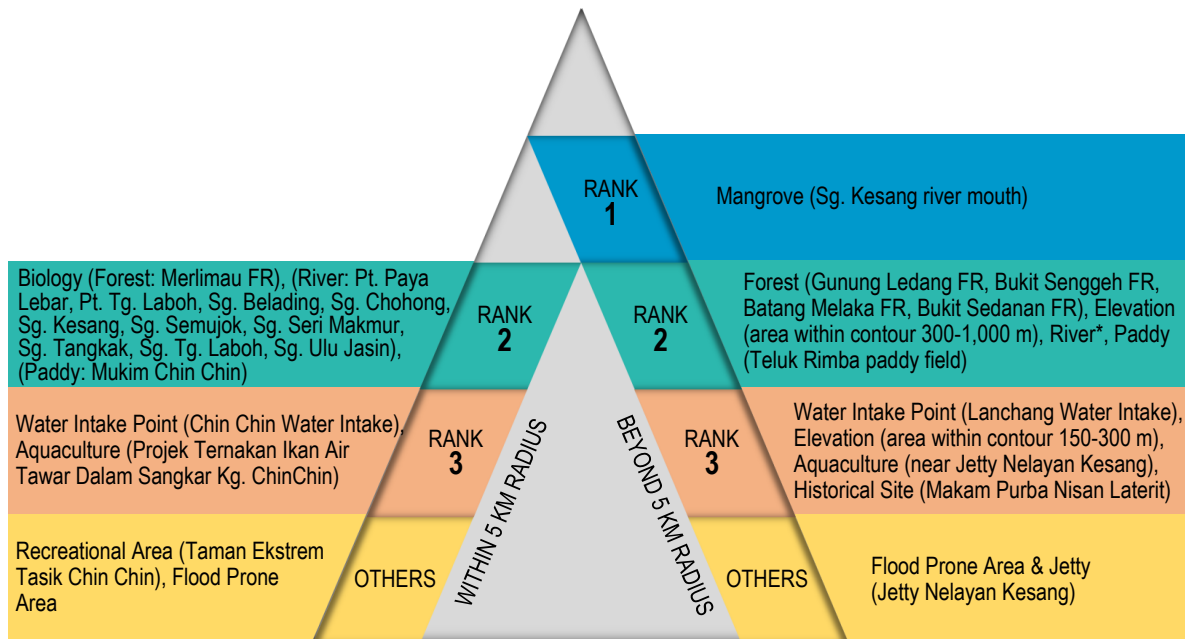 RANK
1
Mangrove (Sg. Kesang river mouth)
Biology (Forest: Merlimau FR), (River: Pt. Paya
Lebar, Pt. Tg. Laboh, Sg. Belading, Sg. Chohong,
Sg. Kesang, Sg. Semujok, Sg. Seri Makmur,
Sg. Tangkak, Sg. Tg. Laboh, Sg. Ulu Jasin),
(Paddy: Mukim Chin Chin)
RANK
2
RANK
2
Forest (Gunung Ledang FR, Bukit Senggeh FR,
Batang Melaka FR, Bukit Sedanan FR), Elevation
(area within contour 300-1,000 m), River*, Paddy
(Teluk Rimba paddy field)
Water Intake Point (Chin Chin Water Intake),
Aquaculture (Projek Ternakan Ikan Air
Tawar Dalam Sangkar Kg. ChinChin)
RANK
3
WITHIN 5 KM RADIUS
BEYOND 5 KM RADIUS
RANK
3
Water Intake Point (Lanchang Water Intake),
Elevation (area within contour 150-300 m),
Aquaculture (near Jetty Nelayan Kesang),
Historical Site (Makam Purba Nisan Laterit)
Recreational Area (Taman Ekstrem
Tasik Chin Chin), Flood Prone
Area
OTHERS
OTHERS
Flood Prone Area & Jetty
(Jetty Nelayan Kesang)